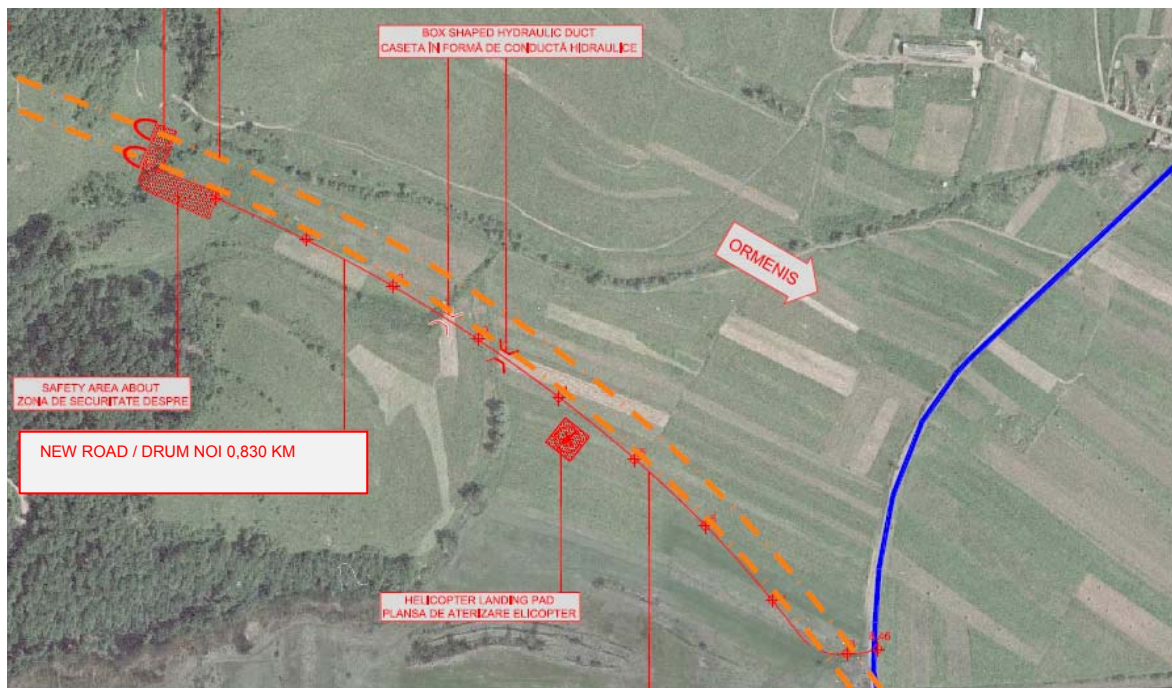 BOX SHAPED HYDRAULIC DUCT
CASETA ÎN FORMĂ DE CONDUCTĂ HIDRAULICE
ORMENIS
SAFETY AREA ABOUT
ZONA DE SECURITATE DESPRE
NEW ROAD / DRUM NOI 0,830 KM
HELICOPTER LANDING PAD
PLANSA DE ATERIZARE ELICOPTER